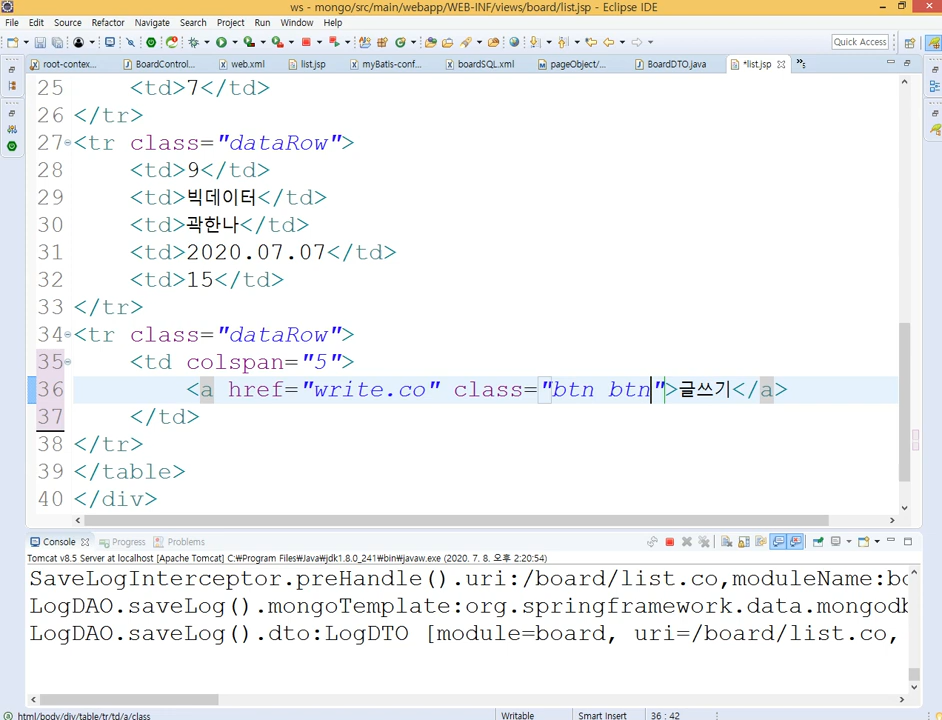 ws - mongo/src/main/webapp/WEB-INF/views/board/list.jsp - Eclipse IDE
File Edit Source Refactor Navigate Search Project Run Window Help
Quick Access
root-contex... BoardControl... web.xml list.jsp myBatis-conf... boardSQL.xml pageObject/... BoardDTO.java *list.jsp
25 <td>7</td>
26 </tr>
27 <tr class="dataRow">
28 <td>9</td>
29 <td>빅데이터</td>
30 <td>곽한나</td>
31 <td>2020.07.07</td>
32 <td>15</td>
33 </tr>
34 <tr class="dataRow">
35 <td colspan="5">
36 <a href="write.co" class="btn btn">글쓰기</a>
37 </td>
38 </tr>
39 </table>
40 </div>
Console Progress Problems
Tomcat v8.5 Server at localhost [Apache Tomcat] C:₩Program Files₩Java₩jdk1.8.0_241₩bin₩javaw.exe (2020. 7. 8. 오후 2:20:54)
SaveLogInterceptor.preHandle().uri:/board/list.co,moduleName:bo
LogDAO.saveLog().mongoTemplate:org.springframework.data.mongodb
LogDAO.saveLog().dto:LogDTO [module=board, uri=/board/list.co,
html/body/div/table/tr/td/a/class Writable Smart Insert 36 : 42